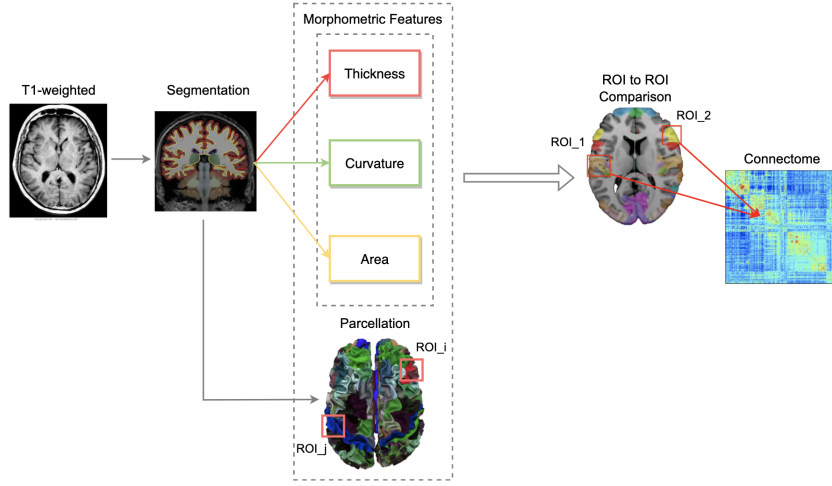 Morphometric Features
T1-weighted
Segmentation
Thickness
Curvature
Area
Parcellation
ROI_i
ROI_j
ROI to ROI
Comparison
ROI_1
ROI_2
Connectome